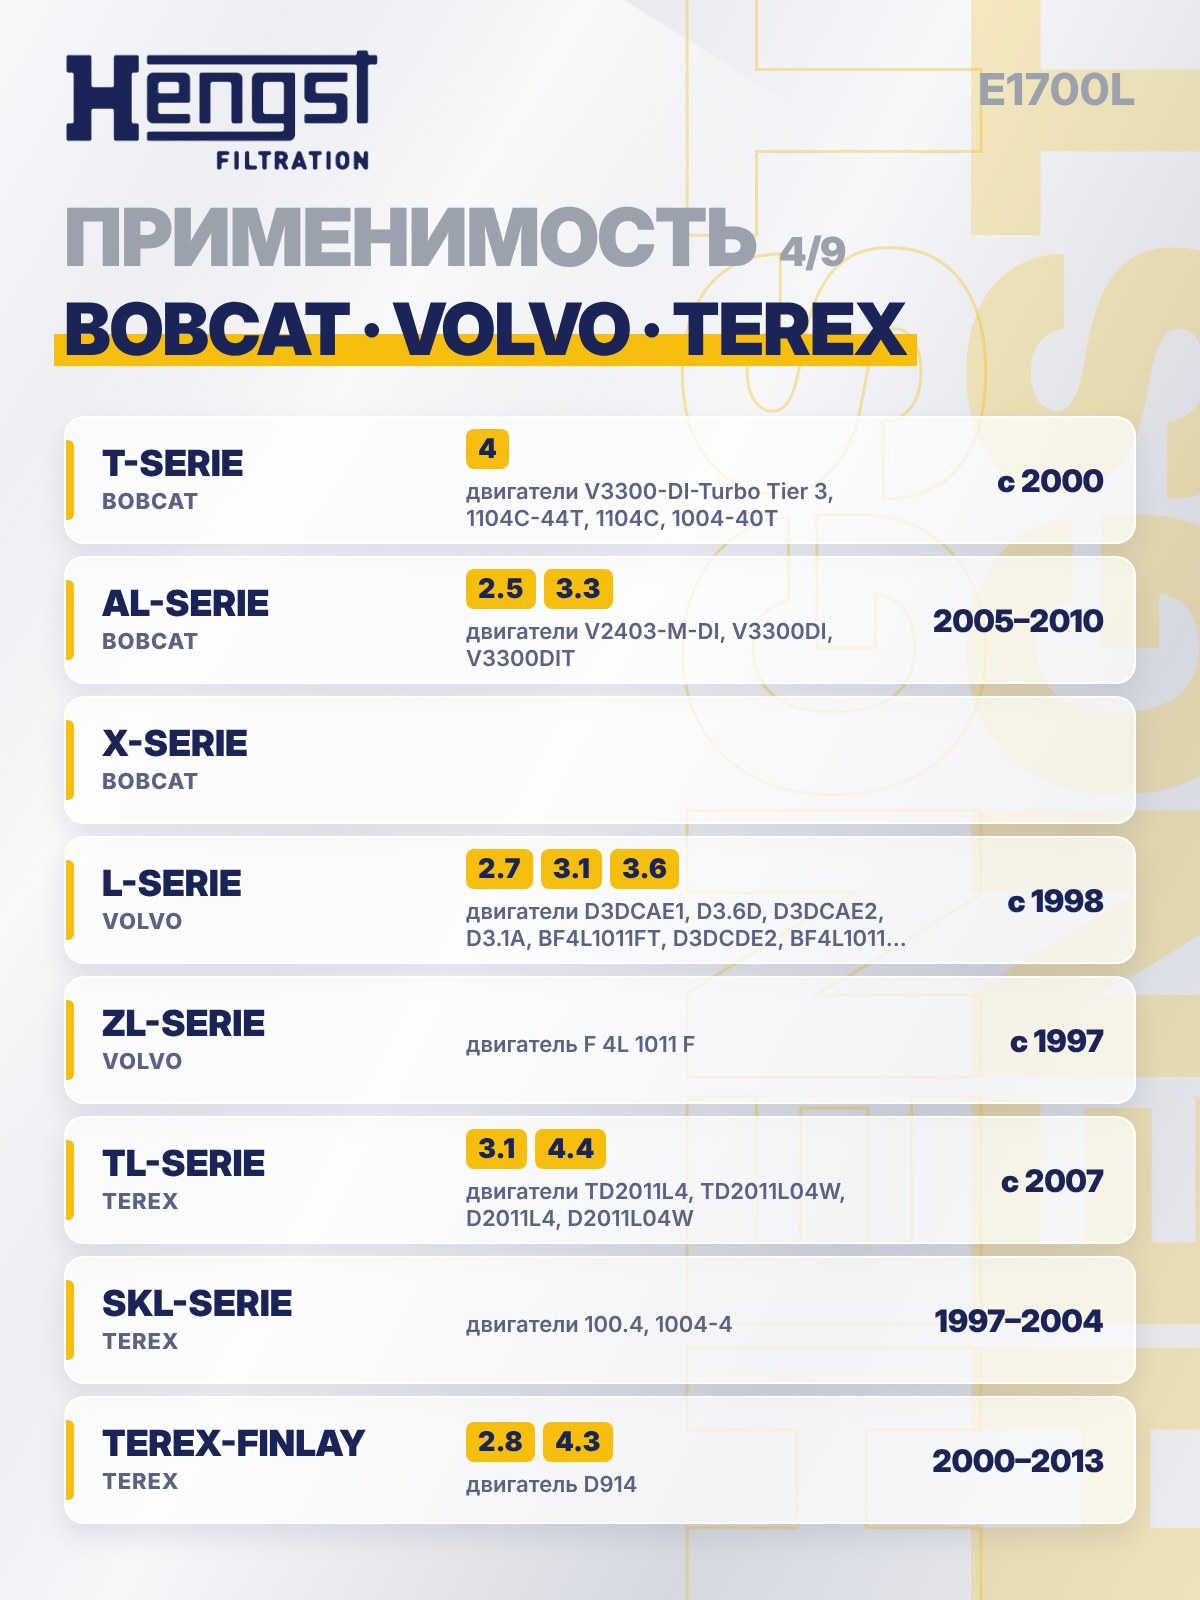 Hengst
FILTRATION
E1700L
ПРИМЕНИМОСТЬ 4/9
BOBCAT · VOLVO · TEREX
T-SERIE
BOBCAT
4
двигатели V3300-DI-Turbo Tier 3,
1104C-44T, 1104C, 1004-40T
с 2000
AL-SERIE
BOBCAT
2.5 3.3
двигатели V2403-M-DI, V3300DI,
V3300DIT
2005–2010
X-SERIE
BOBCAT
L-SERIE
VOLVO
2.7 3.1 3.6
двигатели D3DCAE1, D3.6D, D3DCAE2,
D3.1A, BF4L1011FT, D3DCDE2, BF4L1011...
с 1998
ZL-SERIE
VOLVO
двигатель F 4L 1011 F
с 1997
TL-SERIE
TEREX
3.1 4.4
двигатели TD2011L4, TD2011L04W,
D2011L4, D2011L04W
с 2007
SKL-SERIE
TEREX
двигатели 100.4, 1004-4
1997–2004
TEREX-FINLAY
TEREX
2.8 4.3
двигатель D914
2000–2013
HENGST
HENGST